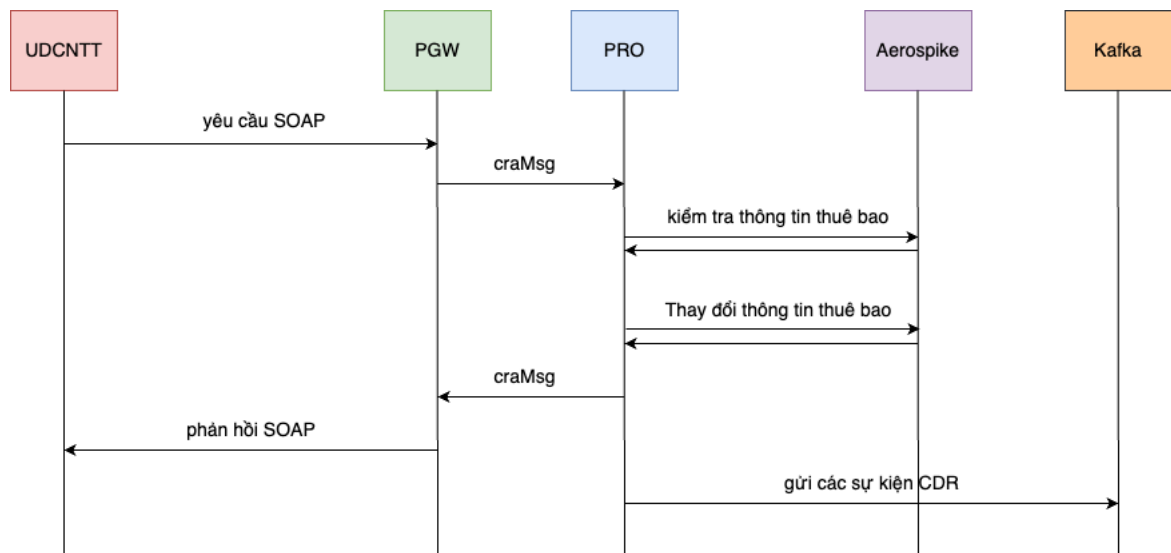 UDCNTT
PGW
PRO
Aerospike
Kafka
yêu cầu SOAP
craMsg
kiểm tra thông tin thuê bao
Thay đổi thông tin thuê bao
craMsg
phản hồi SOAP
gửi các sự kiện CDR